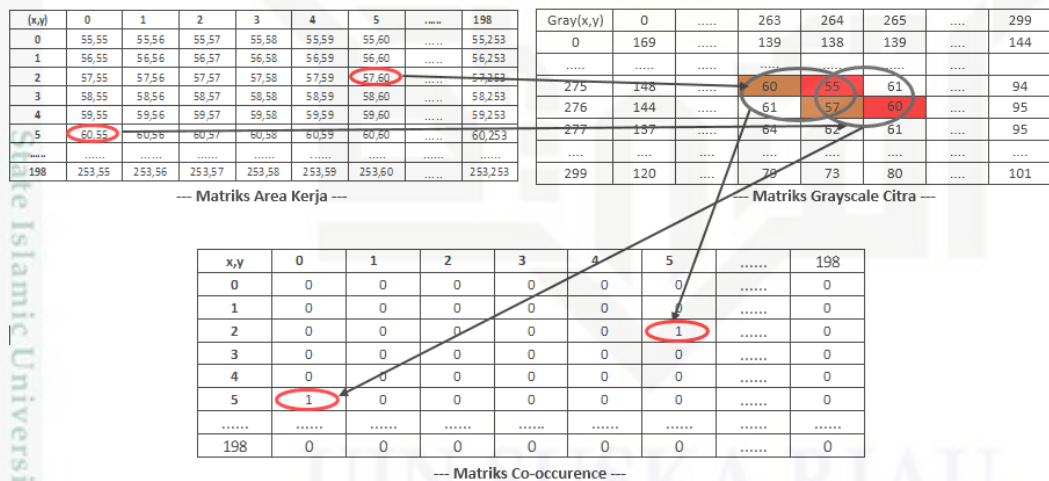 (x,y) 0 1 2 3 4 5 ...... 198
0 55,55 55,56 55,57 55,58 55,59 55,60 ...... 55,253
1 56,55 56,56 56,57 56,58 56,59 56,60 ...... 56,253
2 57,55 57,56 57,57 57,58 57,59 57,60 ...... 57,253
3 58,55 58,56 58,57 58,58 58,59 58,60 ...... 58,253
4 59,55 59,56 59,57 59,58 59,59 59,60 ...... 59,253
5 60,55 60,56 60,57 60,58 60,59 60,60 ...... 60,253
...... ...... ...... ...... ...... ...... ...... ......
198 253,55 253,56 253,57 253,58 253,59 253,60 ...... 253,253
--- Matriks Area Kerja ---
Gray(x,y) 0 ..... 263 264 265 .... 299
0 169 ..... 139 138 139 .... 144
..... ..... ..... ..... ..... ..... .... ....
275 148 ..... 60 55 61 .... 94
276 144 ..... 61 57 60 .... 95
277 137 ..... 64 62 61 .... 95
.... .... .... .... .... .... .... ....
299 120 .... 79 73 80 .... 101
--- Matriks Grayscale Citra ---
x,y 0 1 2 3 4 5 ...... 198
0 0 0 0 0 0 0 ...... 0
1 0 0 0 0 0 0 ...... 0
2 0 0 0 0 0 1 ...... 0
3 0 0 0 0 0 0 ...... 0
4 0 0 0 0 0 0 ...... 0
5 1 0 0 0 0 0 ...... 0
...... ...... ...... ...... ...... ...... ...... ...... ......
198 0 0 0 0 0 0 ...... 0
--- Matriks Co-occurence ---
State Islamic Universi
UIN SUSKA RIAU